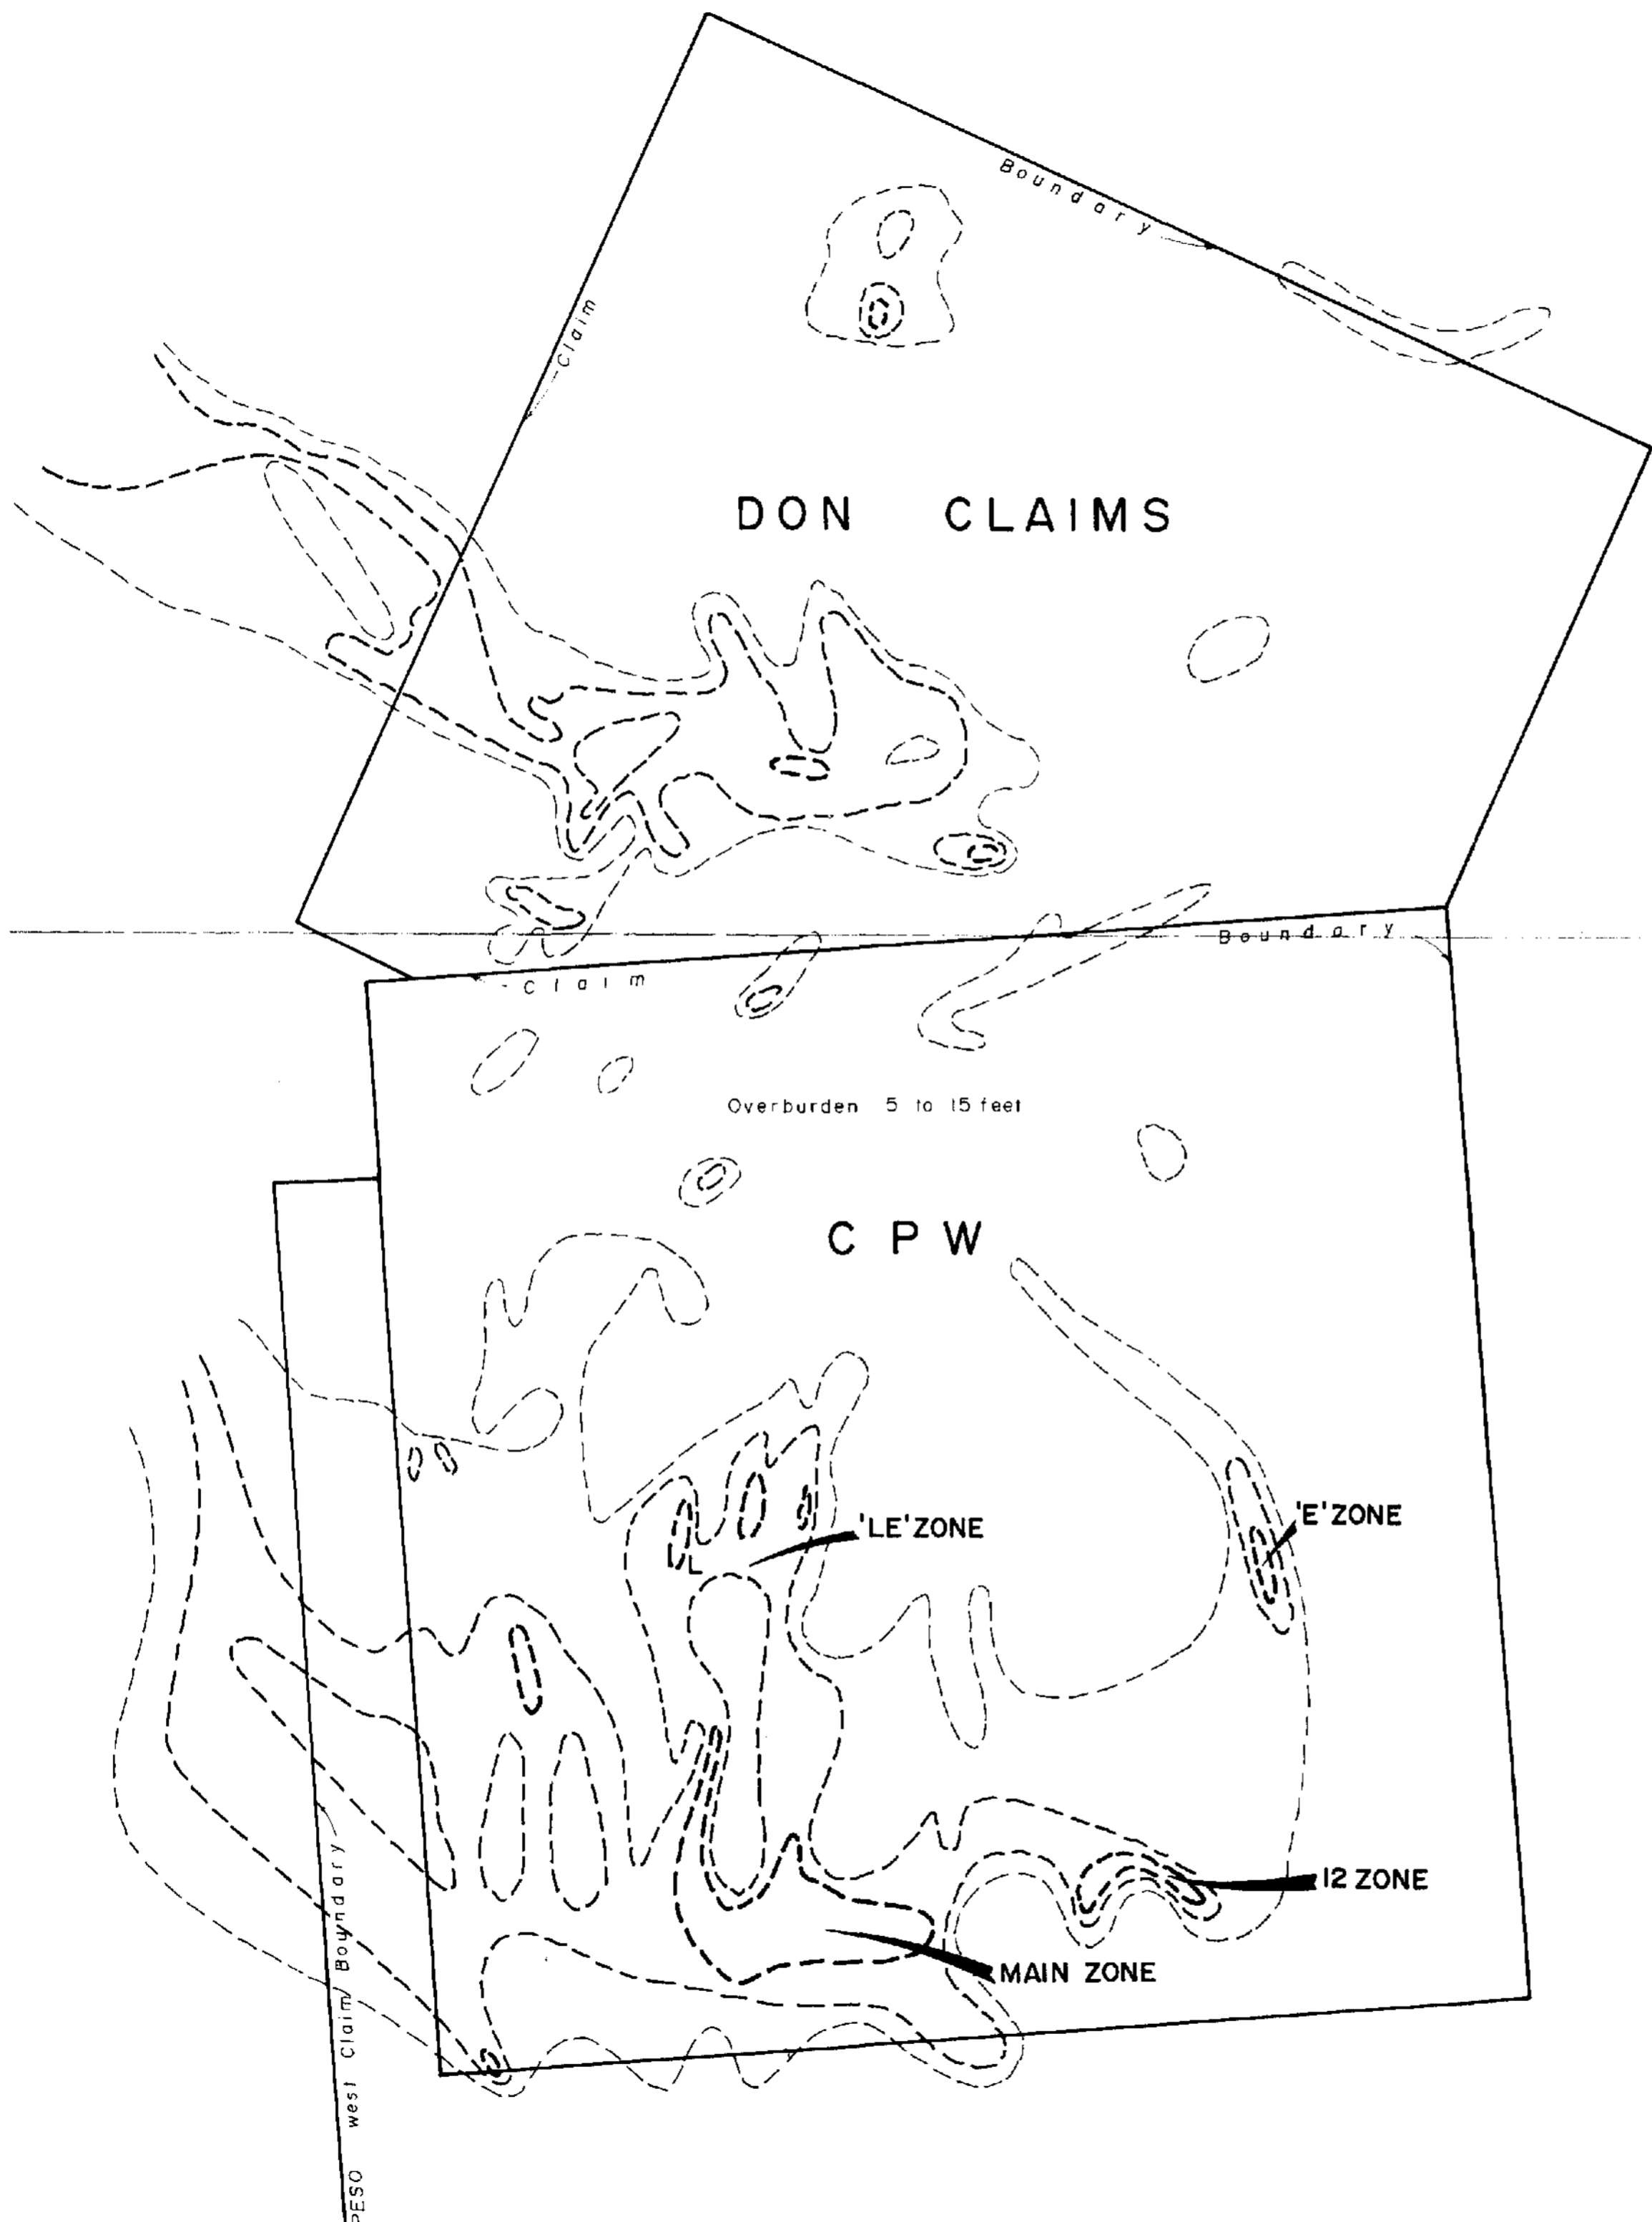 Boundary
Claim
DON CLAIMS
Boundary
Claim
Overburden 5 to 15 feet
C P W
'LE' ZONE
'E' ZONE
L
12 ZONE
MAIN ZONE
PESO west Claim Boundary